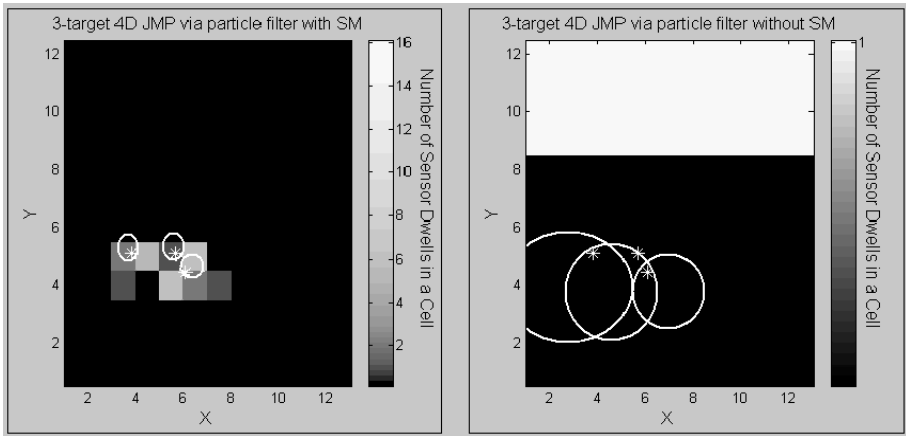 3-target 4D JMP via particle filter with SM
12
10
8
6
4
2
Y
2 4 6 8 10 12
X
16
14
12
10
8
6
4
2
Number of Sensor Dwells in a Cell
3-target 4D JMP via particle filter without SM
12
10
8
6
4
2
Y
2 4 6 8 10 12
X
1
Number of Sensor Dwells in a Cell